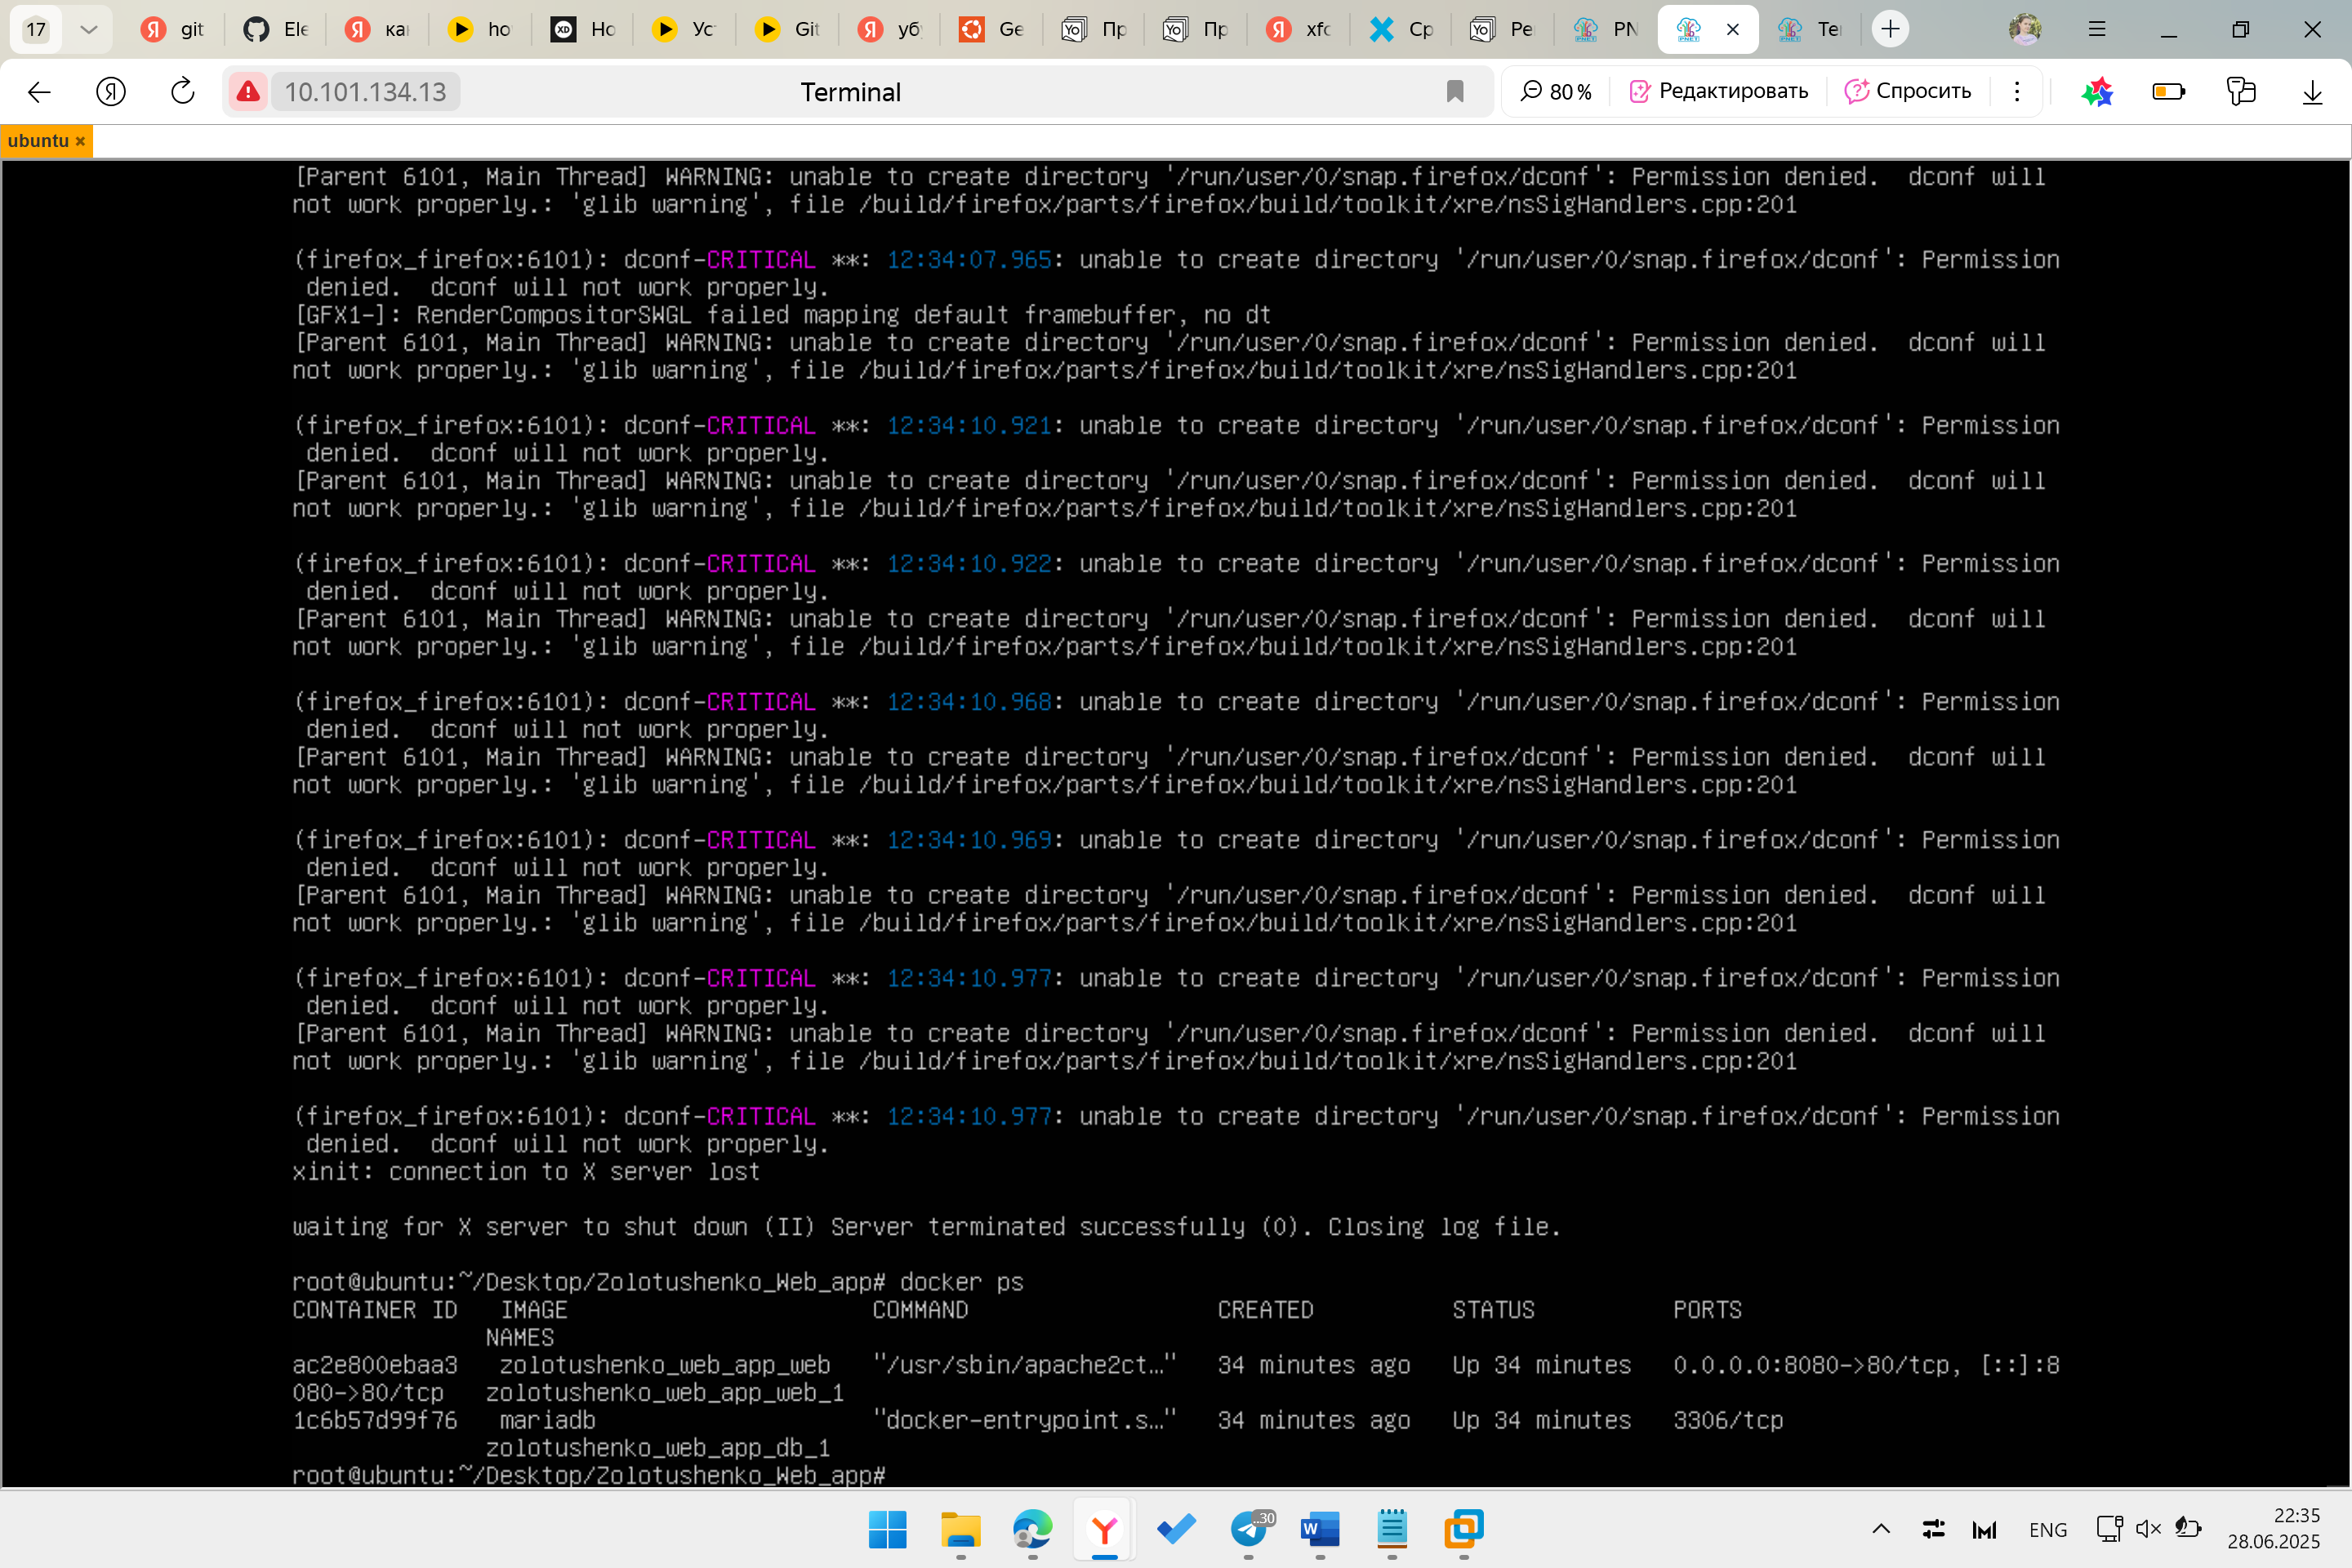 17 git Ele каI ho Ho Ус Git уб Ge Пр Пр xfc Ср Ре PN Te
10.101.134.13 Terminal 80 % Редактировать Спросить
ubuntu
[Parent 6101, Main Thread] WARNING: unable to create directory '/run/user/0/snap.firefox/dconf': Permission denied.  dconf will
not work properly.: 'glib warning', file /build/firefox/parts/firefox/build/toolkit/xre/nsSigHandlers.cpp:201
(firefox_firefox:6101): dconf-CRITICAL **: 12:34:07.965: unable to create directory '/run/user/0/snap.firefox/dconf': Permission
denied.  dconf will not work properly.
[GFX1-]: RenderCompositorSWGL failed mapping default framebuffer, no dt
[Parent 6101, Main Thread] WARNING: unable to create directory '/run/user/0/snap.firefox/dconf': Permission denied.  dconf will
not work properly.: 'glib warning', file /build/firefox/parts/firefox/build/toolkit/xre/nsSigHandlers.cpp:201
(firefox_firefox:6101): dconf-CRITICAL **: 12:34:10.921: unable to create directory '/run/user/0/snap.firefox/dconf': Permission
denied.  dconf will not work properly.
[Parent 6101, Main Thread] WARNING: unable to create directory '/run/user/0/snap.firefox/dconf': Permission denied.  dconf will
not work properly.: 'glib warning', file /build/firefox/parts/firefox/build/toolkit/xre/nsSigHandlers.cpp:201
(firefox_firefox:6101): dconf-CRITICAL **: 12:34:10.922: unable to create directory '/run/user/0/snap.firefox/dconf': Permission
denied.  dconf will not work properly.
[Parent 6101, Main Thread] WARNING: unable to create directory '/run/user/0/snap.firefox/dconf': Permission denied.  dconf will
not work properly.: 'glib warning', file /build/firefox/parts/firefox/build/toolkit/xre/nsSigHandlers.cpp:201
(firefox_firefox:6101): dconf-CRITICAL **: 12:34:10.968: unable to create directory '/run/user/0/snap.firefox/dconf': Permission
denied.  dconf will not work properly.
[Parent 6101, Main Thread] WARNING: unable to create directory '/run/user/0/snap.firefox/dconf': Permission denied.  dconf will
not work properly.: 'glib warning', file /build/firefox/parts/firefox/build/toolkit/xre/nsSigHandlers.cpp:201
(firefox_firefox:6101): dconf-CRITICAL **: 12:34:10.969: unable to create directory '/run/user/0/snap.firefox/dconf': Permission
denied.  dconf will not work properly.
[Parent 6101, Main Thread] WARNING: unable to create directory '/run/user/0/snap.firefox/dconf': Permission denied.  dconf will
not work properly.: 'glib warning', file /build/firefox/parts/firefox/build/toolkit/xre/nsSigHandlers.cpp:201
(firefox_firefox:6101): dconf-CRITICAL **: 12:34:10.977: unable to create directory '/run/user/0/snap.firefox/dconf': Permission
denied.  dconf will not work properly.
[Parent 6101, Main Thread] WARNING: unable to create directory '/run/user/0/snap.firefox/dconf': Permission denied.  dconf will
not work properly.: 'glib warning', file /build/firefox/parts/firefox/build/toolkit/xre/nsSigHandlers.cpp:201
(firefox_firefox:6101): dconf-CRITICAL **: 12:34:10.977: unable to create directory '/run/user/0/snap.firefox/dconf': Permission
denied.  dconf will not work properly.
xinit: connection to X server lost
waiting for X server to shut down (II) Server terminated successfully (0). Closing log file.
root@ubuntu:~/Desktop/Zolotushenko_Web_app# docker ps
CONTAINER ID   IMAGE                      COMMAND                  CREATED          STATUS          PORTS
NAMES
ac2e800ebaa3   zolotushenko_web_app_web   "/usr/sbin/apache2ct…"   34 minutes ago   Up 34 minutes   0.0.0.0:8080->80/tcp, [::]:8
080->80/tcp   zolotushenko_web_app_web_1
1c6b57d99f76   mariadb                    "docker-entrypoint.s…"   34 minutes ago   Up 34 minutes   3306/tcp
zolotushenko_web_app_db_1
root@ubuntu:~/Desktop/Zolotushenko_Web_app#
..30 ENG 22:35
28.06.2025